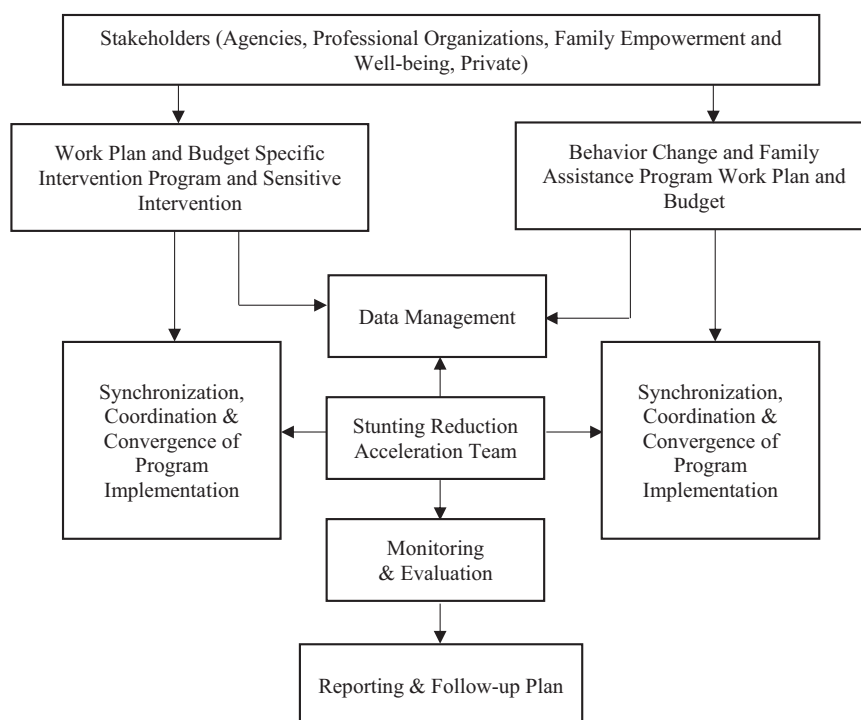 Stakeholders (Agencies, Professional Organizations, Family Empowerment and
Well-being, Private)
Work Plan and Budget Specific
Intervention Program and Sensitive
Intervention
Behavior Change and Family
Assistance Program Work Plan and
Budget
Data Management
Synchronization,
Coordination &
Convergence of
Program
Implementation
Stunting Reduction
Acceleration Team
Synchronization,
Coordination &
Convergence of
Program
Implementation
Monitoring
& Evaluation
Reporting & Follow-up Plan